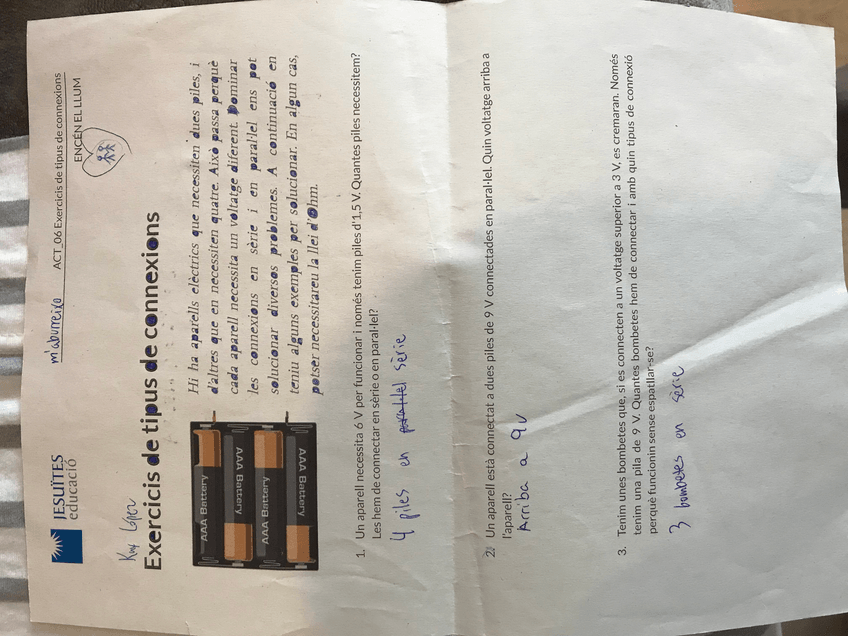 m'aburreixo ACT_06 Exercicis de tipus de connexions
JESUÏTES
educació
ENCÉN EL LLUM
López
Exercicis de tipus de connexions
AAA Battery
AAA Battery
AAA Battery
AAA Battery
Hi ha aparells elèctrics que necessiten dues piles, i
d'altres que en necessiten quatre. Això passa perquè
cada aparell necessita un voltatge diferent. Dominar
les connexions en sèrie i en paral·lel ens pot
solucionar diversos problemes. A continuació en
teniu alguns exemples per solucionar. En algun cas,
potser necessitareu la llei d'Ohm.
1. Un aparell necessita 6 V per funcionar i només tenim piles d'1,5 V. Quantes piles necessitem?
Les hem de connectar en sèrie o en paral·lel?
4 piles en paral·lel sèrie
2. Un aparell està connectat a dues piles de 9 V connectades en paral·lel. Quin voltatge arriba a
l'aparell?
Arriba a 9v
3. Tenim unes bombetes que, si es connecten a un voltatge superior a 3 V, es cremaran. Només
tenim una pila de 9 V. Quantes bombetes hem de connectar i amb quin tipus de connexió
perquè funcionin sense espatllar-se?
3 bombetes en sèrie